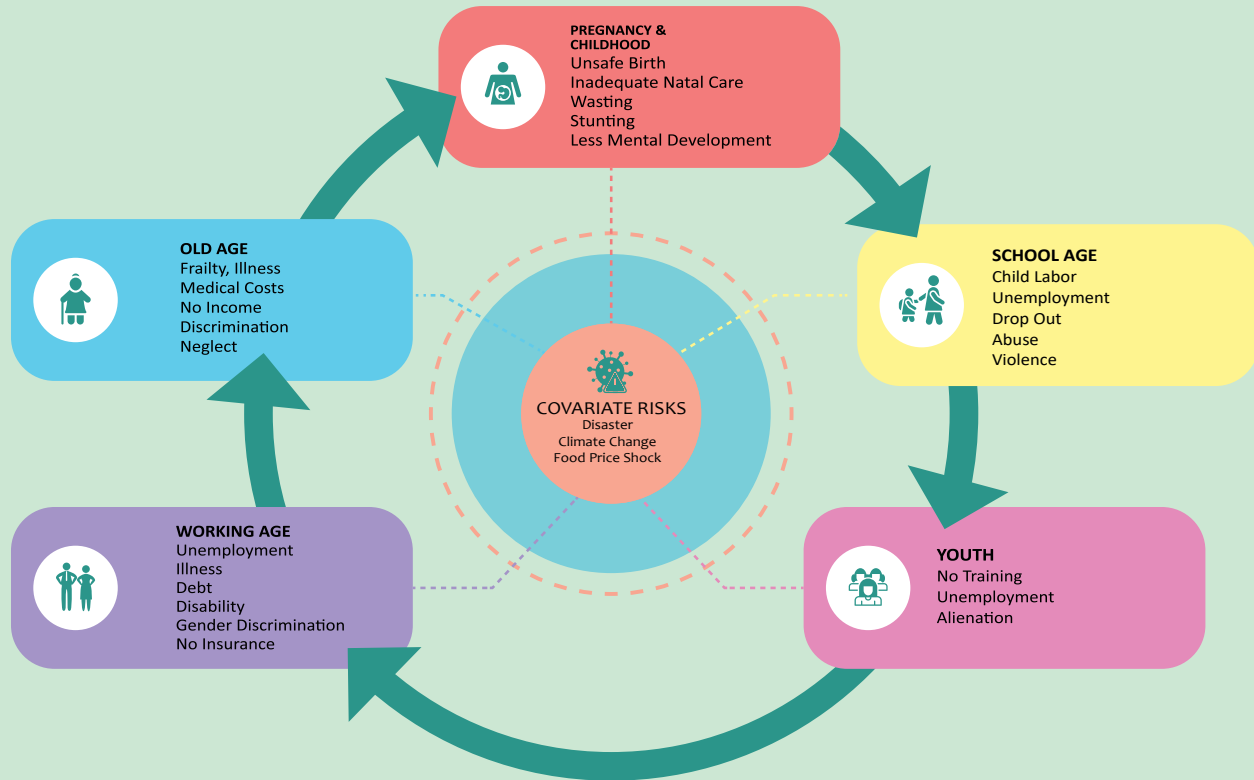 PREGNANCY &
CHILDHOOD
Unsafe Birth
Inadequate Natal Care
Wasting
Stunting
Less Mental Development
SCHOOL AGE
Child Labor
Unemployment
Drop Out
Abuse
Violence
YOUTH
No Training
Unemployment
Alienation
WORKING AGE
Unemployment
Illness
Debt
Disability
Gender Discrimination
No Insurance
OLD AGE
Frailty, Illness
Medical Costs
No Income
Discrimination
Neglect
COVARIATE RISKS
Disaster
Climate Change
Food Price Shock